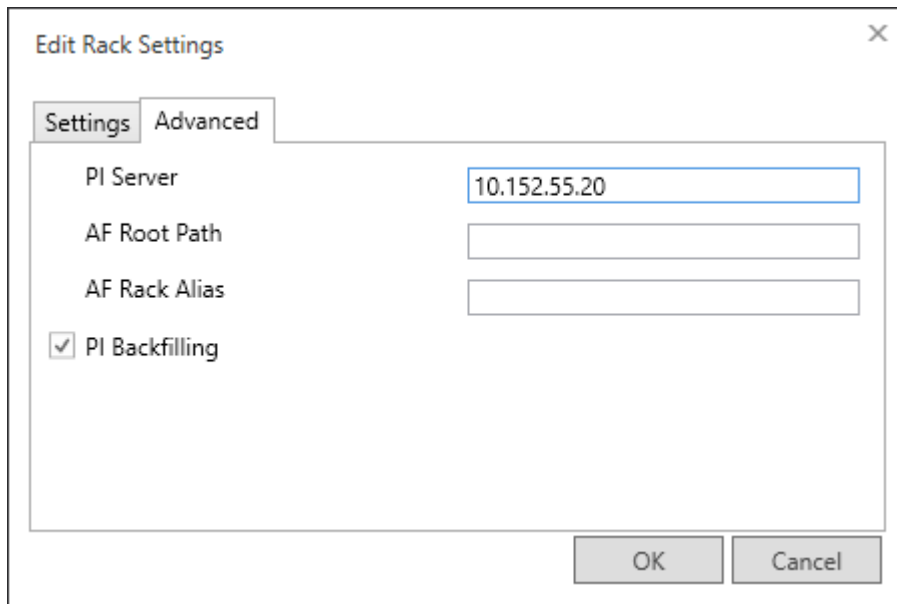 Edit Rack Settings
Settings Advanced
PI Server 10.152.55.20
AF Root Path
AF Rack Alias
PI Backfilling
OK Cancel